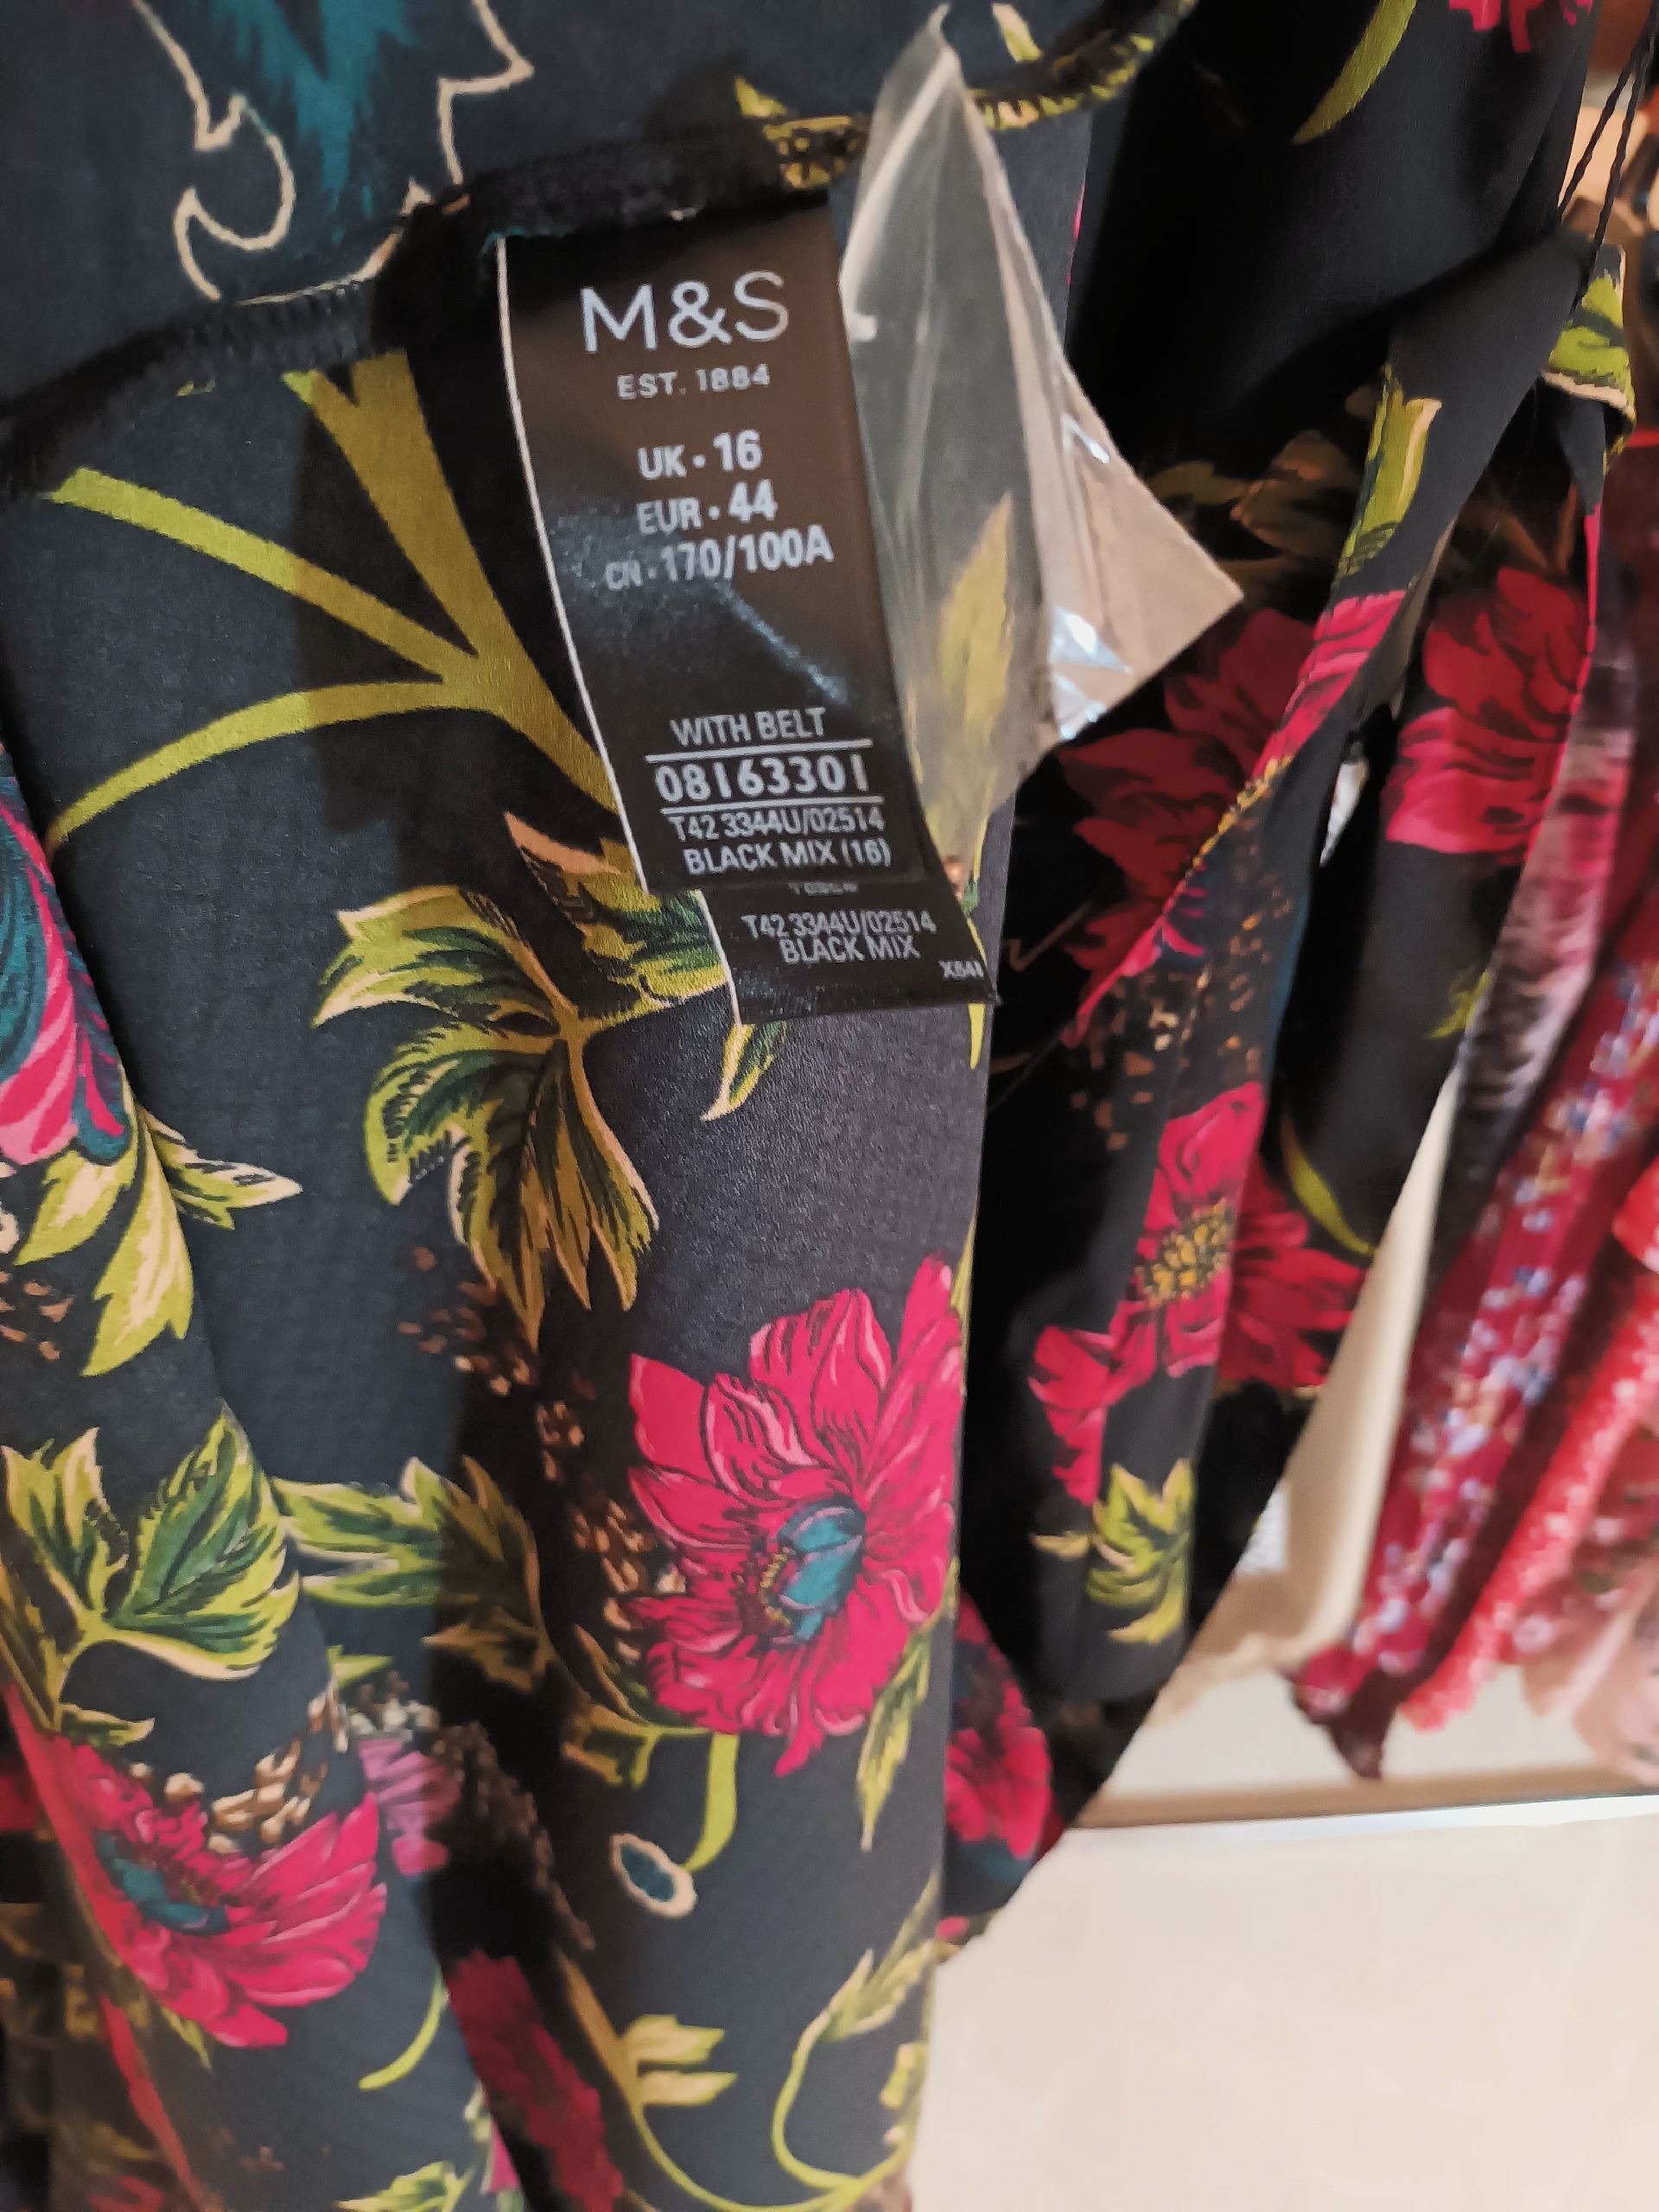 M&S
EST. 1884
UK • 16
EUR • 44
CN • 170/100A
WITH BELT
08163301
T42 3344U/02514
BLACK MIX (16)
T42 3344U/02514
BLACK MIX